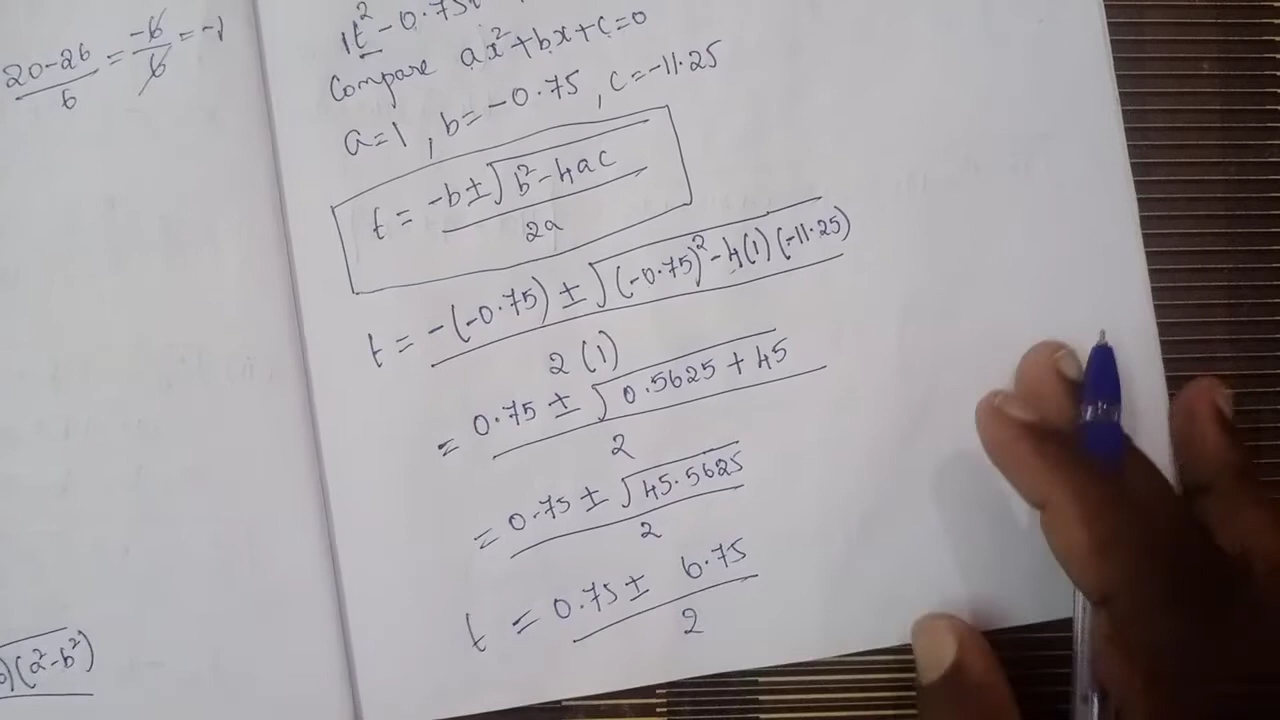 20-26/6 = -6/6 = -1
)(a²-b²)
1t² - 0.75
Compare ax²+bx+c=0
a=1 , b=-0.75 , c=-11.25
t = -b±√b²-4ac / 2a
t = -(-0.75) ± √(-0.75)²-4(1)(-11.25) / 2(1)
= 0.75 ± √0.5625 + 45 / 2
= 0.75 ± √45.5625 / 2
t = 0.75 ± 6.75 / 2